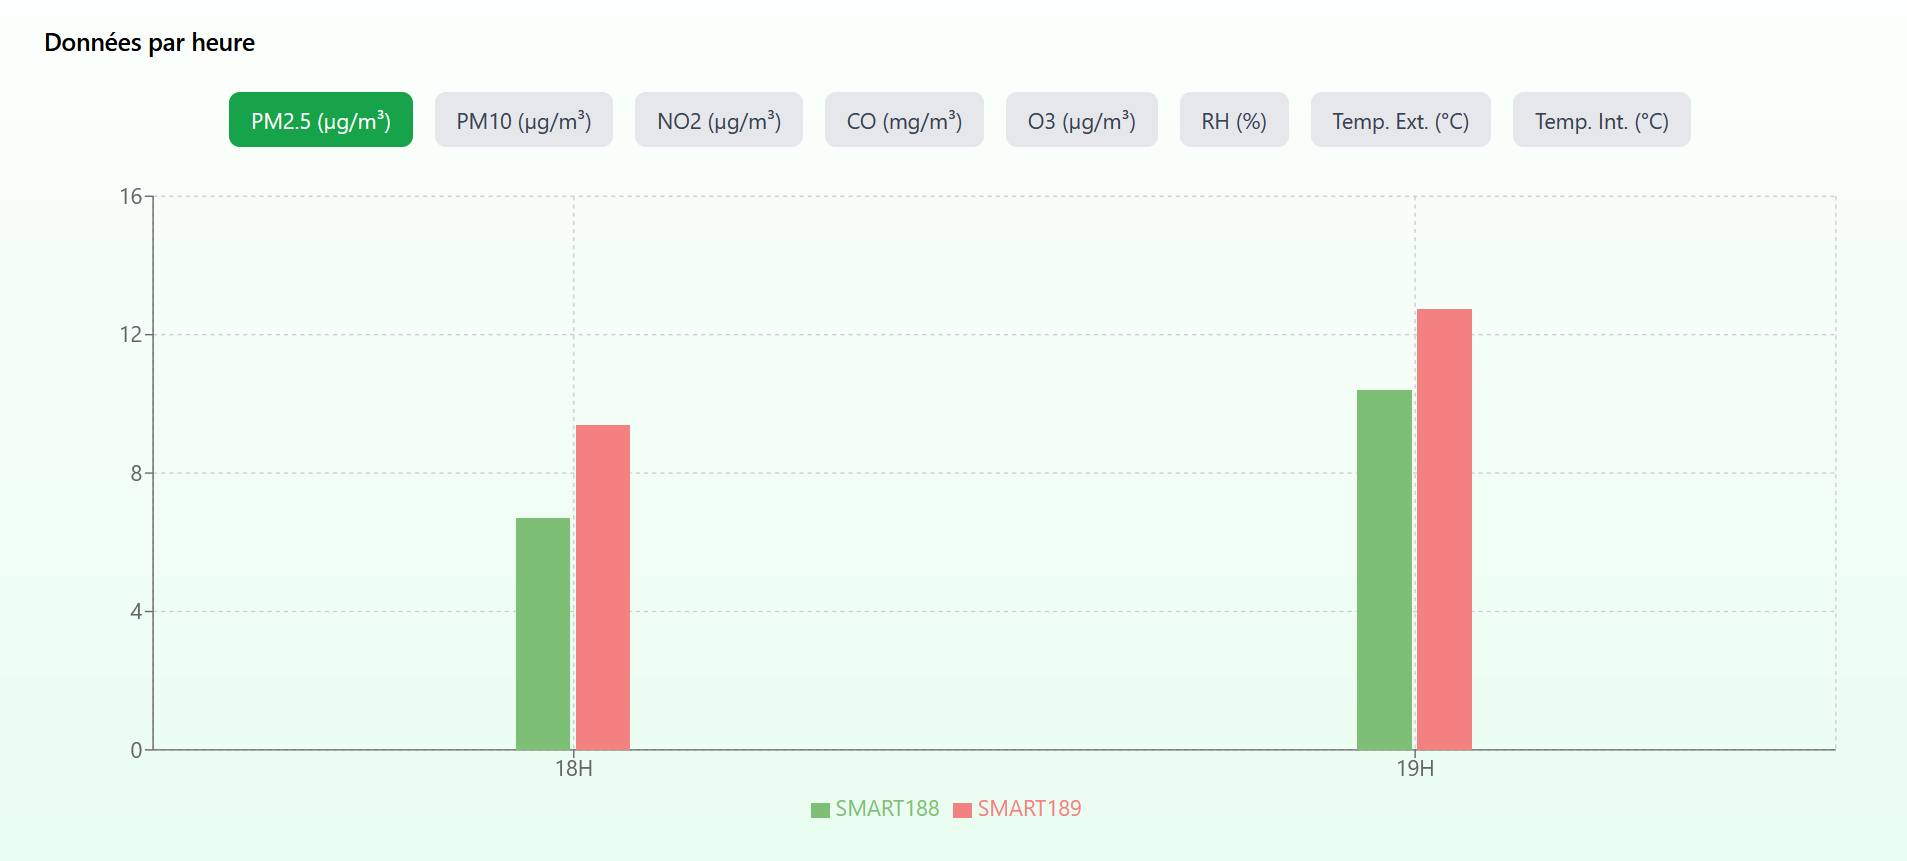 Données par heure
PM2.5 (µg/m³) PM10 (µg/m³) NO2 (µg/m³) CO (mg/m³) O3 (µg/m³) RH (%) Temp. Ext. (°C) Temp. Int. (°C)
16
12
8
4
0
18H 19H
SMART188 SMART189